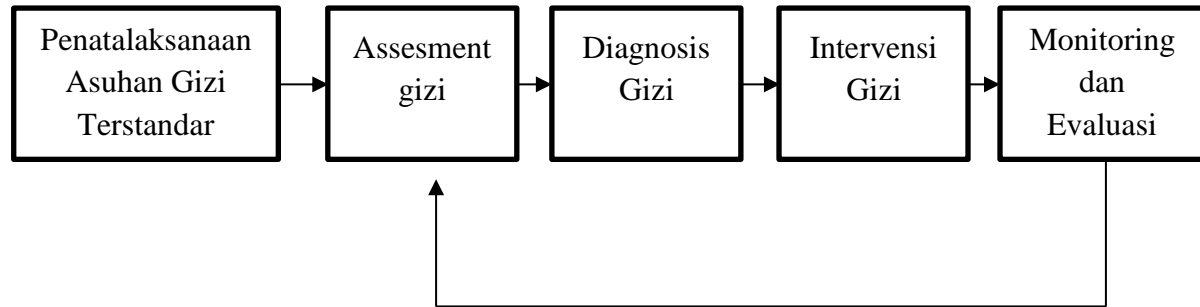 Penatalaksanaan
Asuhan Gizi
Terstandar
Assesment
gizi
Diagnosis
Gizi
Intervensi
Gizi
Monitoring
dan
Evaluasi